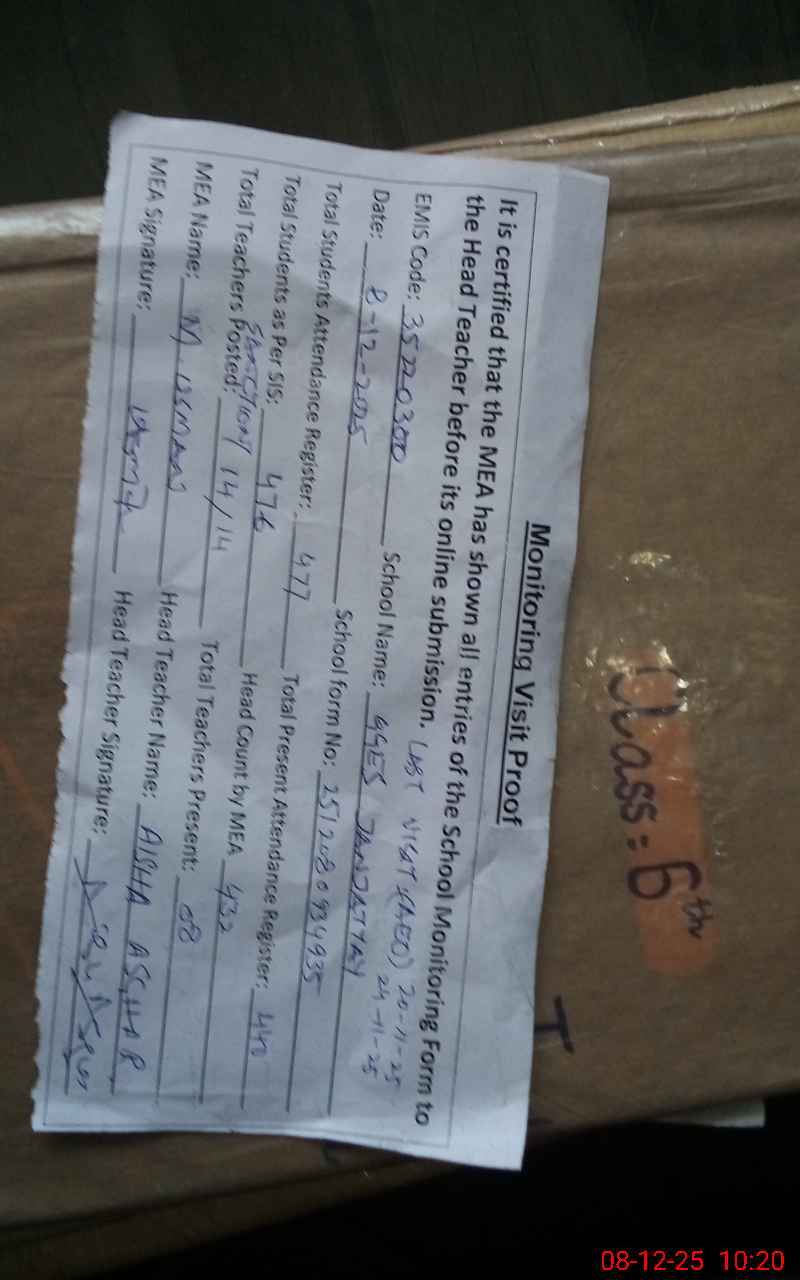 Monitoring Visit Proof
It is certified that the MEA has shown all entries of the School Monitoring Form to
the Head Teacher before its online submission. LAST VISIT (AEO) 20-11-25
24-11-25
EMIS Code: 35220300 School Name: GGES JANJATTAY
Date: 8-12-2025 School form No: 2512080934935
Total Students Attendance Register: 477 Total Present Attendance Register: 440
Total Students as Per SIS: 476 Head Count by MEA 432
Total Teachers Posted: SANCTION 14/14 Total Teachers Present: 08
MEA Name: M USMAN Head Teacher Name: AISHA ASGHAR
MEA Signature: Head Teacher Signature:
Class: 6th
T
08-12-25 10:20